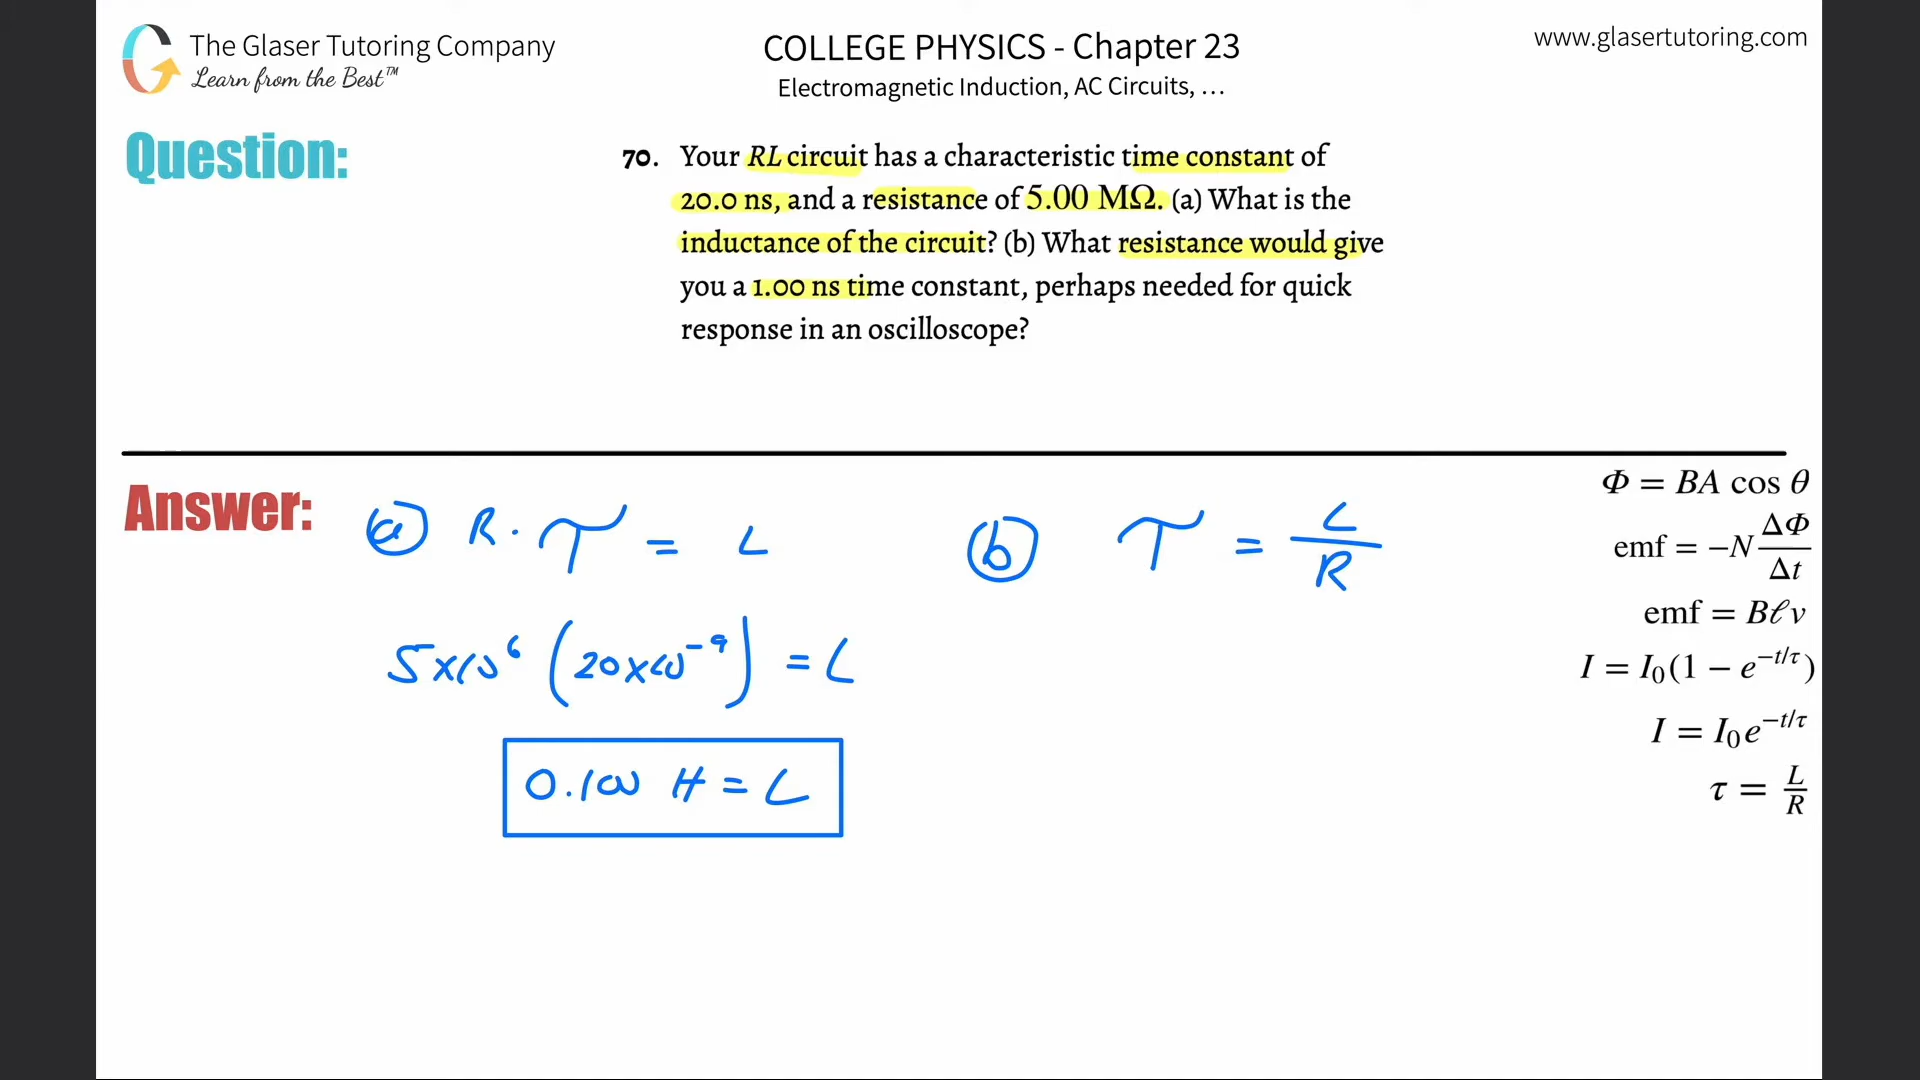 The Glaser Tutoring Company
Learn from the Best™
COLLEGE PHYSICS - Chapter 23
Electromagnetic Induction, AC Circuits, …
www.glasertutoring.com
Question:
70. Your RL circuit has a characteristic time constant of
20.0 ns, and a resistance of 5.00 MΩ. (a) What is the
inductance of the circuit? (b) What resistance would give
you a 1.00 ns time constant, perhaps needed for quick
response in an oscilloscope?
Answer:
(a) R · τ = L
5x10⁶ (20x10⁻⁹) = L
0.100 H = L
(b) τ = L/R
Φ = BA cos θ
emf = −N ΔΦ/Δt
emf = Bℓv
I = I₀(1 − e^(−t/τ))
I = I₀e^(−t/τ)
τ = L/R